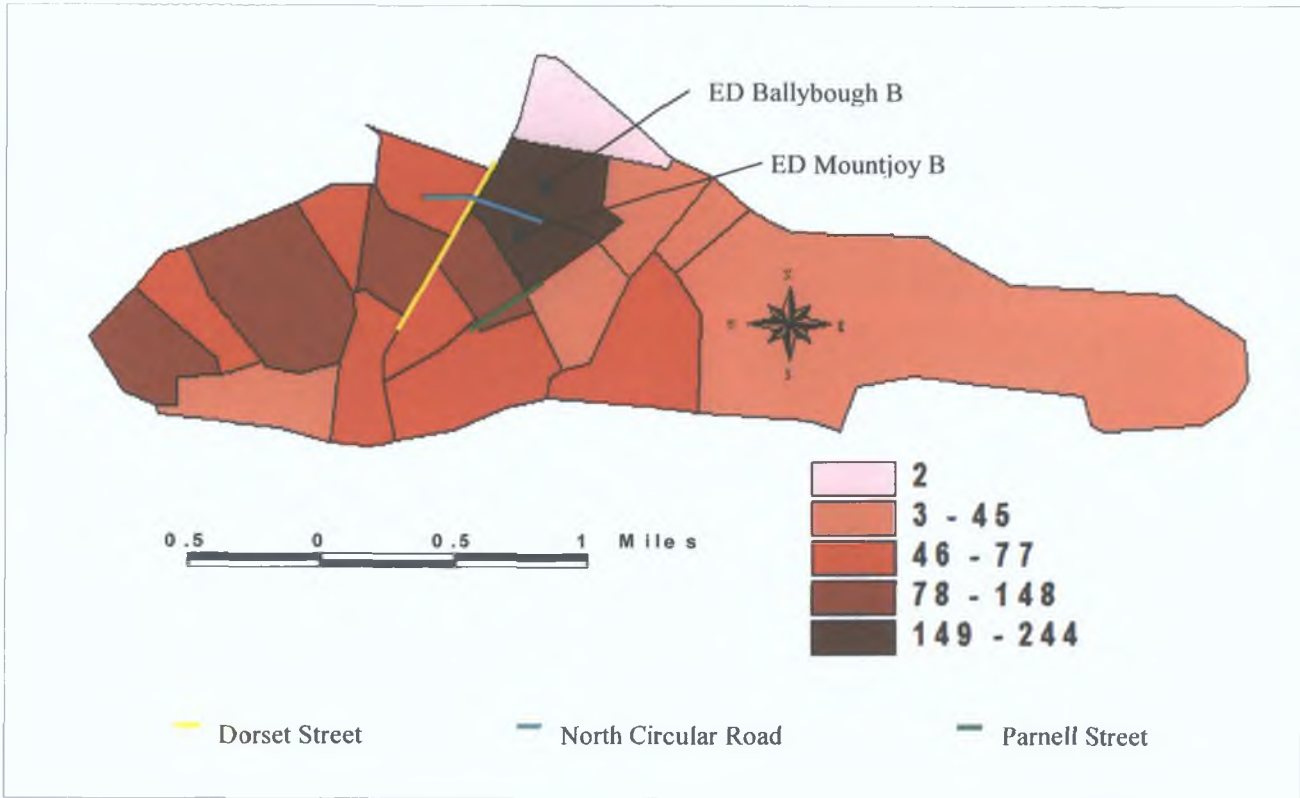 ED Ballybough B
ED Mountjoy B
E
S
2
3 - 45
46 - 77
78 - 148
149 - 244
0.5 0 0.5 1 Miles
Dorset Street North Circular Road Parnell Street